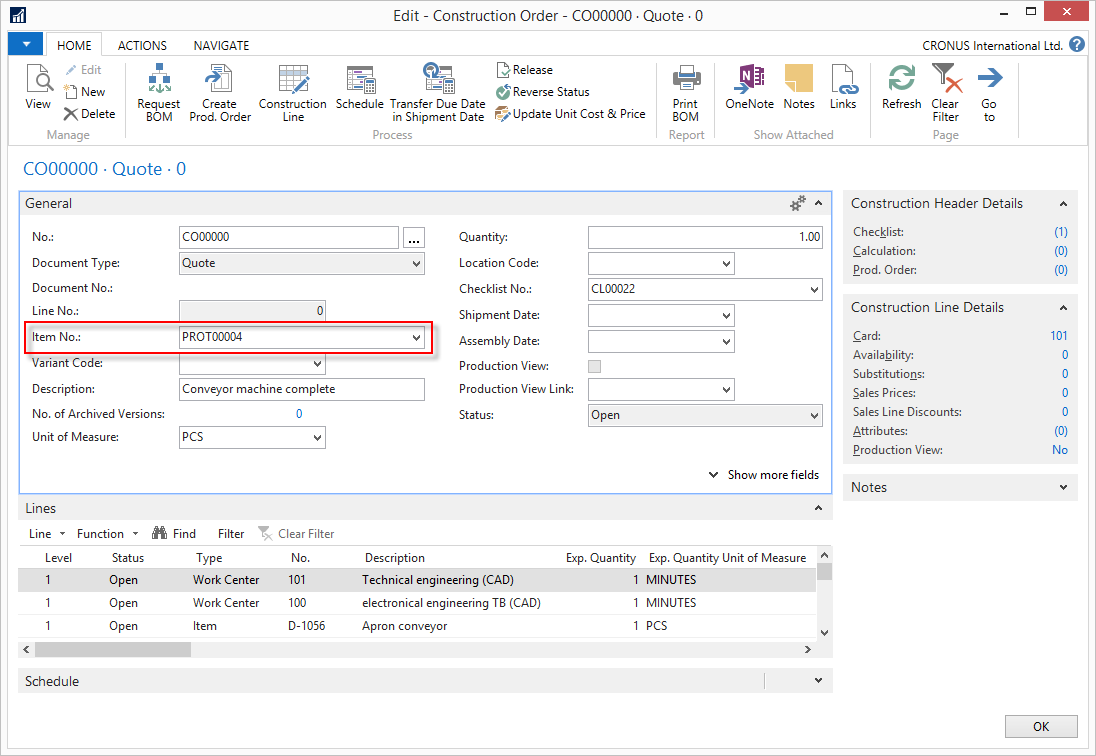 Edit - Construction Order - CO00000 · Quote · 0
HOME ACTIONS NAVIGATE
CRONUS International Ltd.
View
Edit
New
Delete
Manage
Request BOM
Create Prod. Order
Construction Line
Schedule
Transfer Due Date in Shipment Date
Release
Reverse Status
Update Unit Cost & Price
Process
Print BOM
Report
OneNote
Notes
Links
Show Attached
Refresh
Clear Filter
Go to
Page
CO00000 · Quote · 0
General
No.: CO00000 ...
Document Type: Quote
Document No.:
Line No.: 0
Item No.: PROT00004
Variant Code:
Description: Conveyor machine complete
No. of Archived Versions: 0
Unit of Measure: PCS
Quantity: 1.00
Location Code:
Checklist No.: CL00022
Shipment Date:
Assembly Date:
Production View:
Production View Link:
Status: Open
Show more fields
Lines
Line Function Find Filter Clear Filter
Level Status Type No. Description Exp. Quantity Exp. Quantity Unit of Measure
1 Open Work Center 101 Technical engineering (CAD) 1 MINUTES
1 Open Work Center 100 electronical engineering TB (CAD) 1 MINUTES
1 Open Item D-1056 Apron conveyor 1 PCS
Schedule
Construction Header Details
Checklist: (1)
Calculation: (0)
Prod. Order: (0)
Construction Line Details
Card: 101
Availability: 0
Substitutions: 0
Sales Prices: 0
Sales Line Discounts: 0
Attributes: (0)
Production View: No
Notes
OK